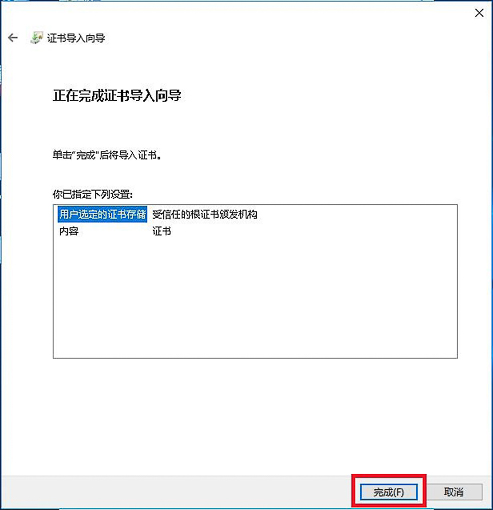 证书导入向导
正在完成证书导入向导
单击"完成"后将导入证书。
你已指定下列设置:
用户选定的证书存储 受信任的根证书颁发机构
内容 证书
完成(F) 取消